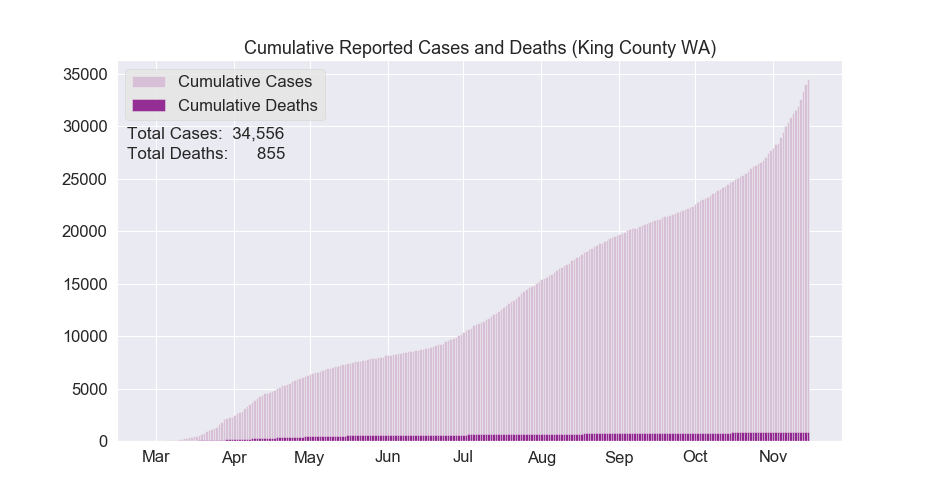 Cumulative Reported Cases and Deaths (King County WA)
35000
Cumulative Cases
Cumulative Deaths
30000
Total Cases: 34,556
Total Deaths: 855
25000
20000
15000
10000
5000
0
Mar Apr May Jun Jul Aug Sep Oct Nov